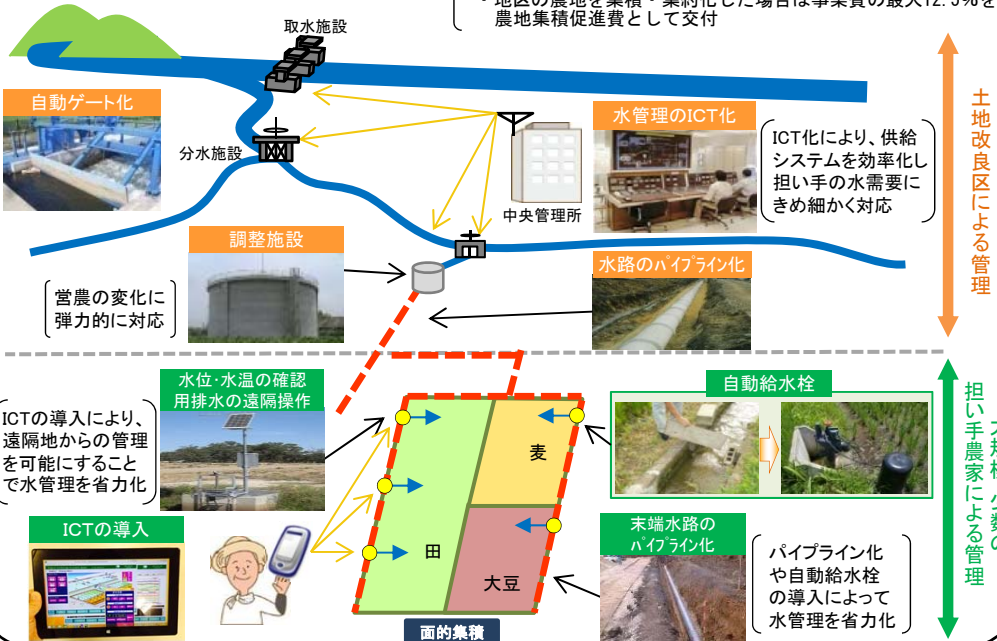 ・地区の農地を集積・集約化した場合は事業費の最大12.5%を
農地集積促進費として交付
取水施設
自動ゲート化
分水施設
中央管理所
水管理のICT化
ICT化により、供給
システムを効率化し
担い手の水需要に
きめ細かく対応
土地改良区による管理
調整施設
営農の変化に
弾力的に対応
水路のパイプライン化
水位・水温の確認
用排水の遠隔操作
ICTの導入により、
遠隔地からの管理
を可能にすること
で水管理を省力化
ICTの導入
田
麦
大豆
面的集積
自動給水栓
末端水路の
パイプライン化
パイプライン化
や自動給水栓
の導入によって
水管理を省力化
担い手農家による管理